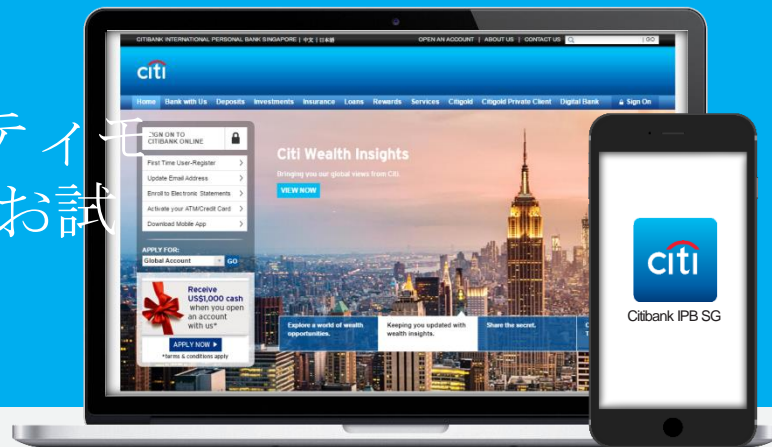 CITIBANK INTERNATIONAL PERSONAL BANK SINGAPORE | 中文 | 日本語
OPEN AN ACCOUNT | ABOUT US | CONTACT US
GO
citi
Home Bank with Us Deposits Investments Insurance Loans Rewards Services Citigold Citigold Private Client Digital Bank Sign On
ティモ
お試
SIGN ON TO
CITIBANK ONLINE
First Time User-Register
Update Email Address
Enroll to Electronic Statements
Activate your ATM/Credit Card
Download Mobile App
APPLY FOR:
Global Account
GO
Receive
US$1,000 cash
when you open
an account
with us*
APPLY NOW
*terms & conditions apply
Citi Wealth Insights
Bringing you our global views from Citi.
VIEW NOW
Explore a world of wealth
opportunities.
Keeping you updated with
wealth insights.
Share the secret.
citi
Citibank IPB SG